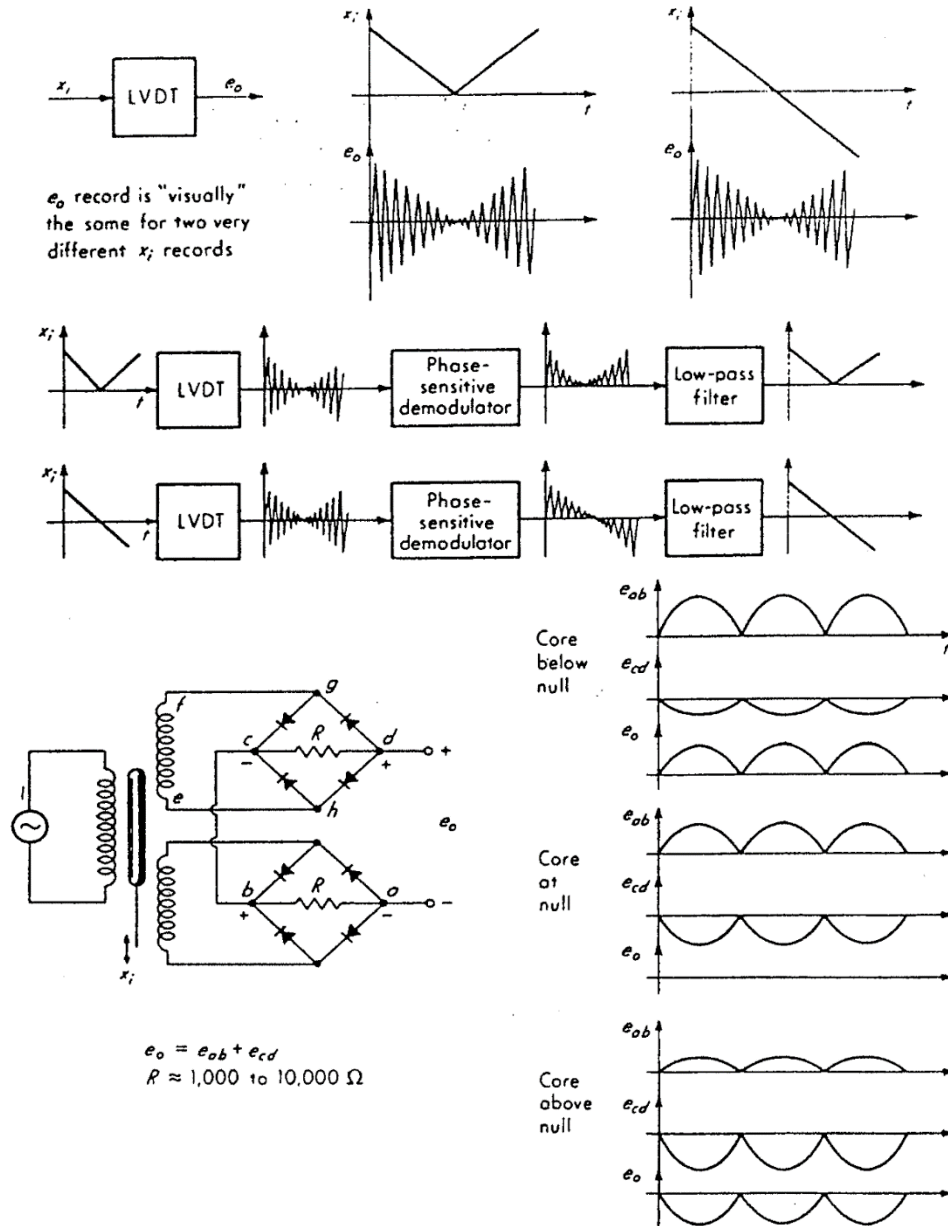 x_i
LVDT
e_o
e_o record is "visually"
the same for two very
different x_i records
x_i
t
e_o
x_i
t
e_o
x_i
t
LVDT
Phase-
sensitive
demodulator
Low-pass
filter
x_i
t
LVDT
Phase-
sensitive
demodulator
Low-pass
filter
f
e
g
c
R
d
−
+
+
h
e_o
b
R
a
+
−
−
x_i
e_o = e_ab + e_cd
R ≈ 1,000 to 10,000 Ω
Core
below
null
e_ab
t
e_cd
e_o
Core
at
null
e_ab
e_cd
e_o
Core
above
null
e_ab
e_cd
e_o